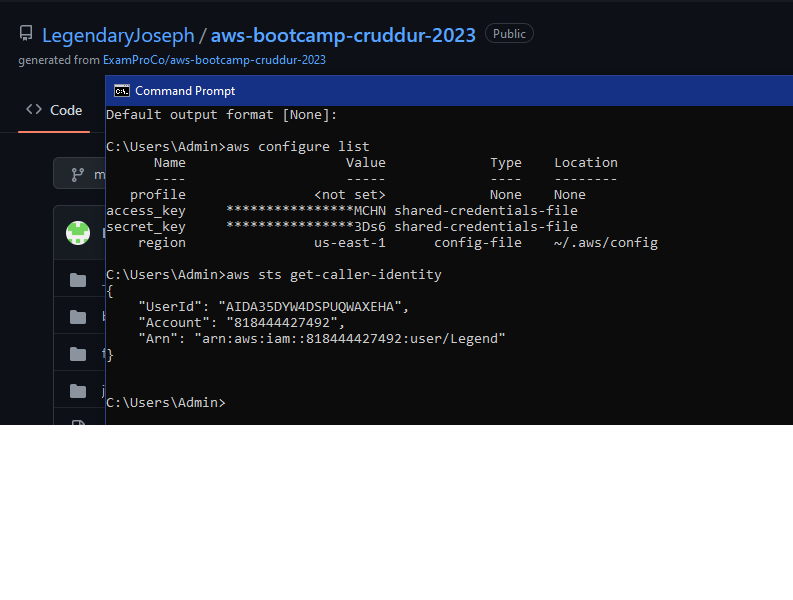 LegendaryJoseph / aws-bootcamp-cruddur-2023 Public
generated from ExamProCo/aws-bootcamp-cruddur-2023
Command Prompt
Code
Default output format [None]:
C:\Users\Admin>aws configure list
Name Value Type Location
---- ----- ---- --------
profile <not set> None None
access_key ****************MCHN shared-credentials-file
secret_key ****************3Ds6 shared-credentials-file
region us-east-1 config-file ~/.aws/config
C:\Users\Admin>aws sts get-caller-identity
{
"UserId": "AIDA35DYW4DSPUQWAXEHA",
"Account": "818444427492",
"Arn": "arn:aws:iam::818444427492:user/Legend"
}
C:\Users\Admin>